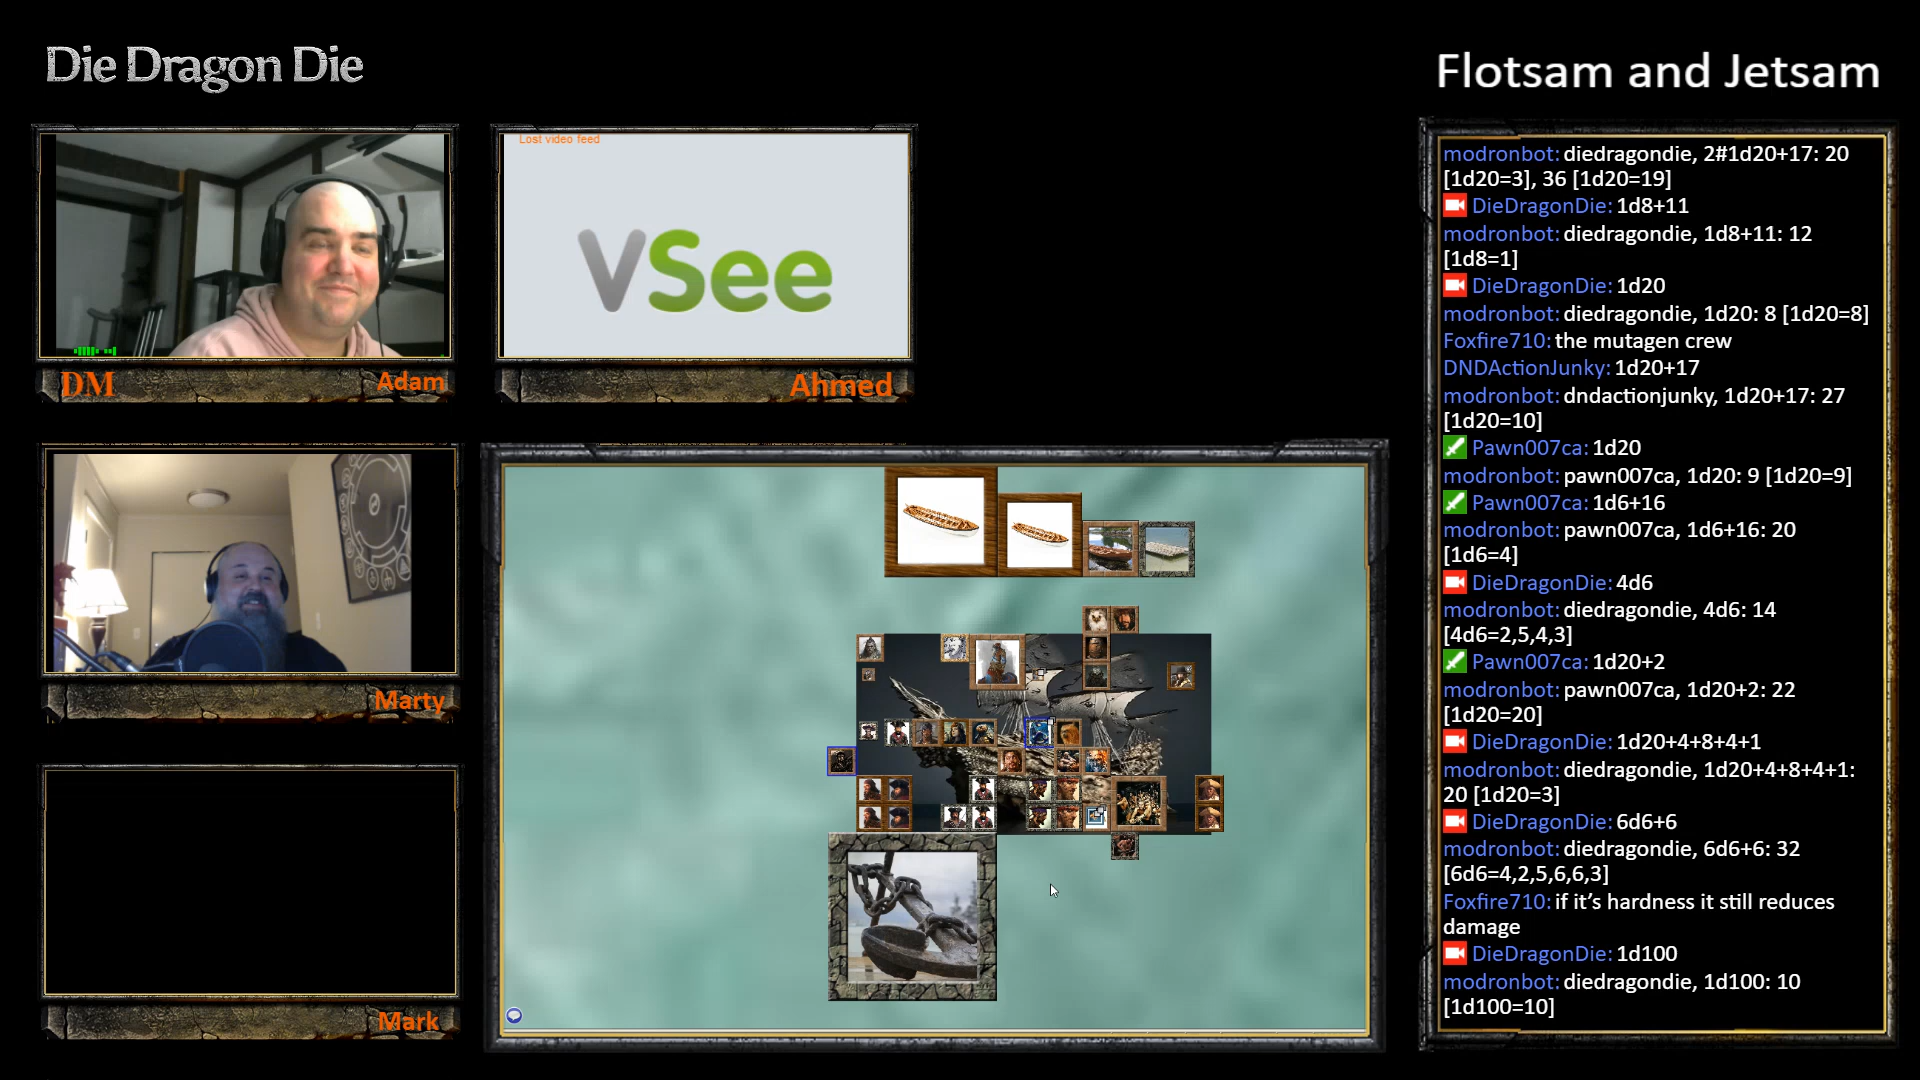 Die Dragon Die
Flotsam and Jetsam
Lost video feed
VSee
DM
Adam
Ahmed
Marty
Mark
modronbot: diedragondie, 2#1d20+17: 20
[1d20=3], 36 [1d20=19]
DieDragonDie: 1d8+11
modronbot: diedragondie, 1d8+11: 12
[1d8=1]
DieDragonDie: 1d20
modronbot: diedragondie, 1d20: 8 [1d20=8]
Foxfire710: the mutagen crew
DNDActionJunky: 1d20+17
modronbot: dndactionjunky, 1d20+17: 27
[1d20=10]
Pawn007ca: 1d20
modronbot: pawn007ca, 1d20: 9 [1d20=9]
Pawn007ca: 1d6+16
modronbot: pawn007ca, 1d6+16: 20
[1d6=4]
DieDragonDie: 4d6
modronbot: diedragondie, 4d6: 14
[4d6=2,5,4,3]
Pawn007ca: 1d20+2
modronbot: pawn007ca, 1d20+2: 22
[1d20=20]
DieDragonDie: 1d20+4+8+4+1
modronbot: diedragondie, 1d20+4+8+4+1:
20 [1d20=3]
DieDragonDie: 6d6+6
modronbot: diedragondie, 6d6+6: 32
[6d6=4,2,5,6,6,3]
Foxfire710: if it's hardness it still reduces
damage
DieDragonDie: 1d100
modronbot: diedragondie, 1d100: 10
[1d100=10]